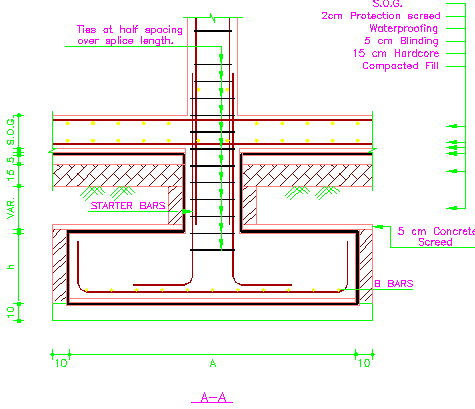 S.O.G.
2cm Protection screed
Waterproofing
5 cm Blinding
15 cm Hardcore
Compacted Fill
Ties at half spacing
over splice length.
S.O.G.
5
15
VAR.
STARTER BARS
5 cm Concrete
Screed
h
B BARS
10
10
A
10
A-A